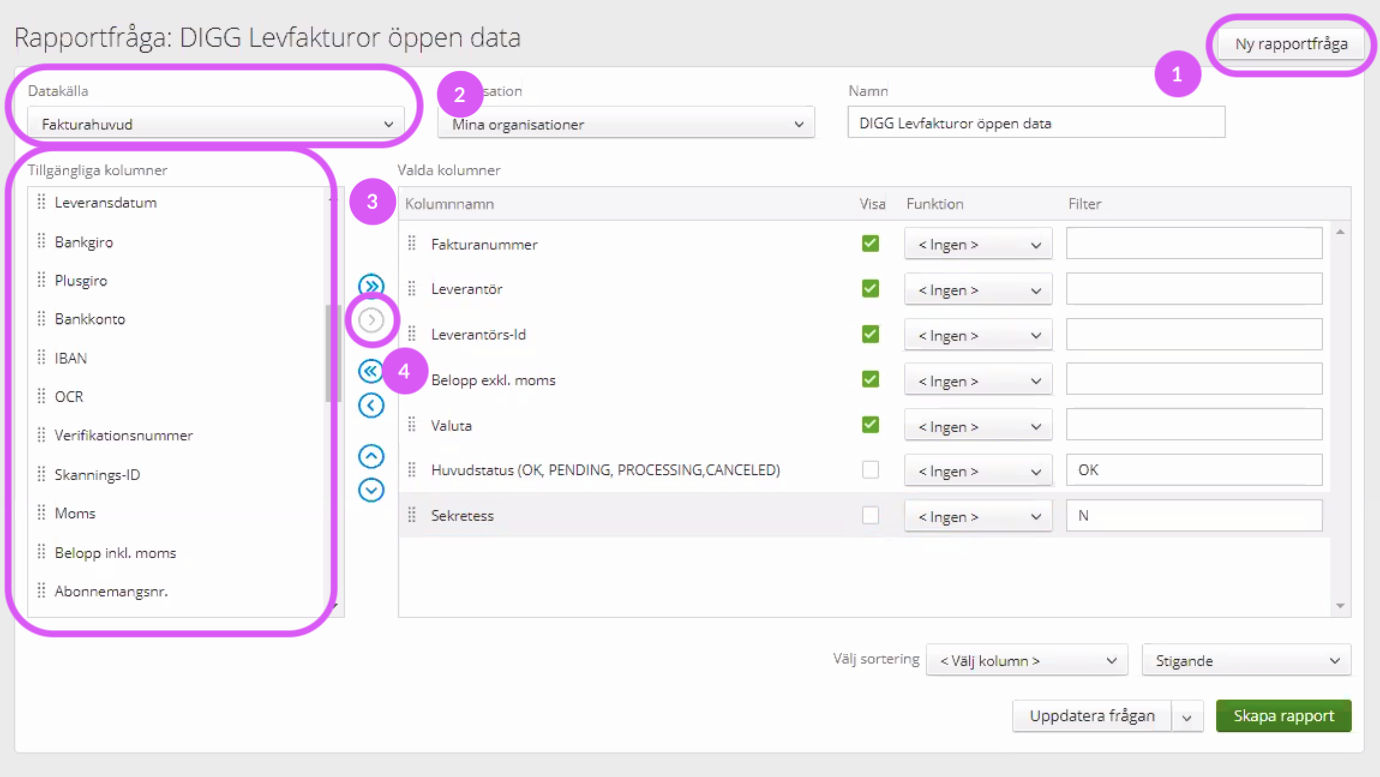 Rapportfråga: DIGG Levfakturor öppen data
Ny rapportfråga
1
Datakälla
2
sation
Namn
Fakturahuvud
Mina organisationer
DIGG Levfakturor öppen data
Tillgängliga kolumner
Valda kolumner
Leveransdatum
Bankgiro
Plusgiro
Bankkonto
IBAN
OCR
Verifikationsnummer
Skannings-ID
Moms
Belopp inkl. moms
Abonnemangsnr.
3
4
Kolumnnamn Visa Funktion Filter
Fakturanummer < Ingen >
Leverantör < Ingen >
Leverantörs-Id < Ingen >
Belopp exkl. moms < Ingen >
Valuta < Ingen >
Huvudstatus (OK, PENDING, PROCESSING,CANCELED) < Ingen > OK
Sekretess < Ingen > N
Välj sortering < Välj kolumn > Stigande
Uppdatera frågan Skapa rapport